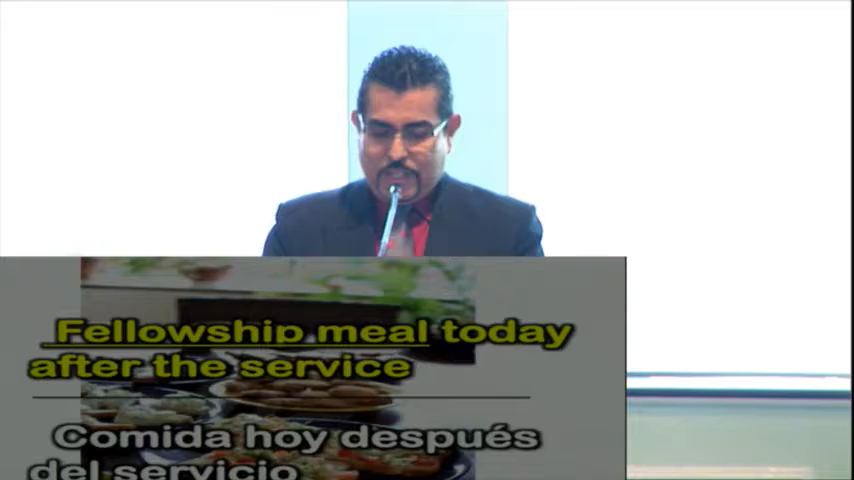 Fellowship meal today
after the service
Comida hoy después
del servicio